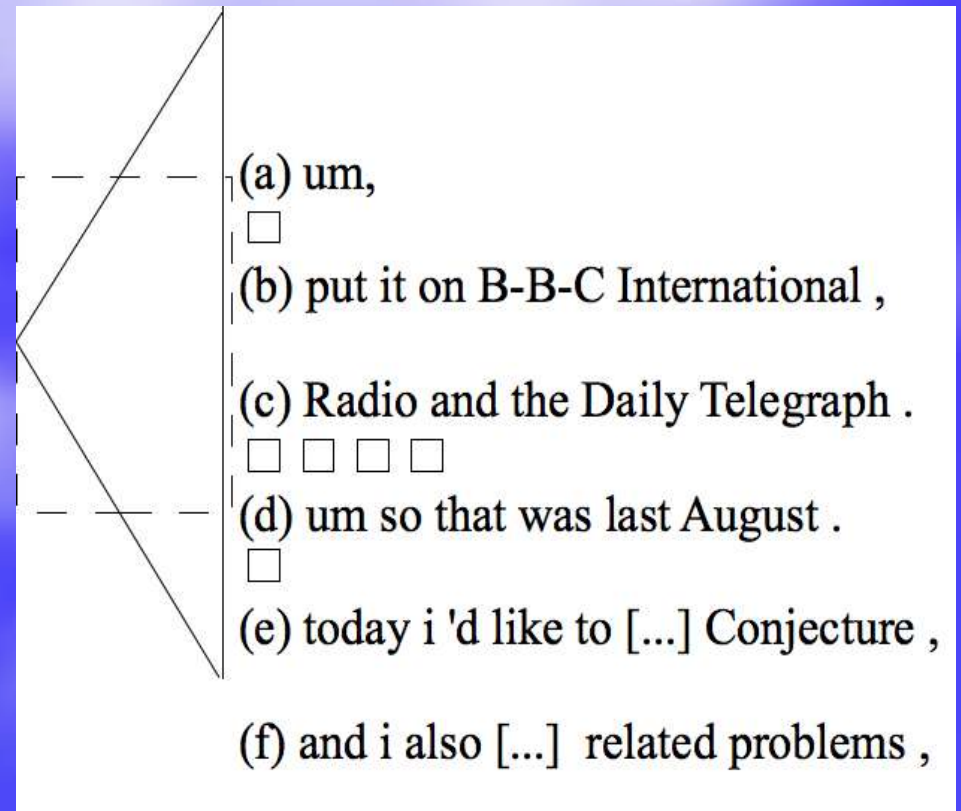 (a) um,
(b) put it on B-B-C International ,
(c) Radio and the Daily Telegraph .
(d) um so that was last August .
(e) today i 'd like to [...] Conjecture ,
(f) and i also [...] related problems ,